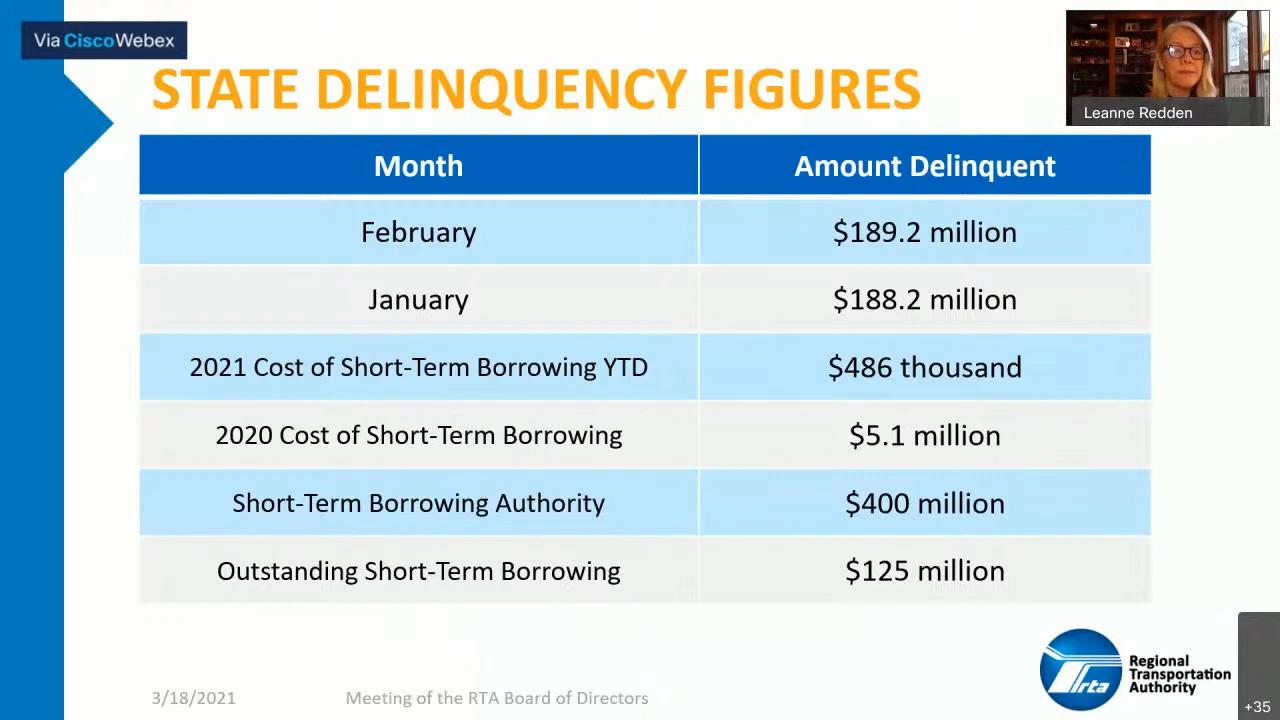 Via Cisco Webex
Leanne Redden
STATE DELINQUENCY FIGURES
Month Amount Delinquent
February $189.2 million
January $188.2 million
2021 Cost of Short-Term Borrowing YTD $486 thousand
2020 Cost of Short-Term Borrowing $5.1 million
Short-Term Borrowing Authority $400 million
Outstanding Short-Term Borrowing $125 million
3/18/2021 Meeting of the RTA Board of Directors
rta
Regional
Transportation
Authority
+35